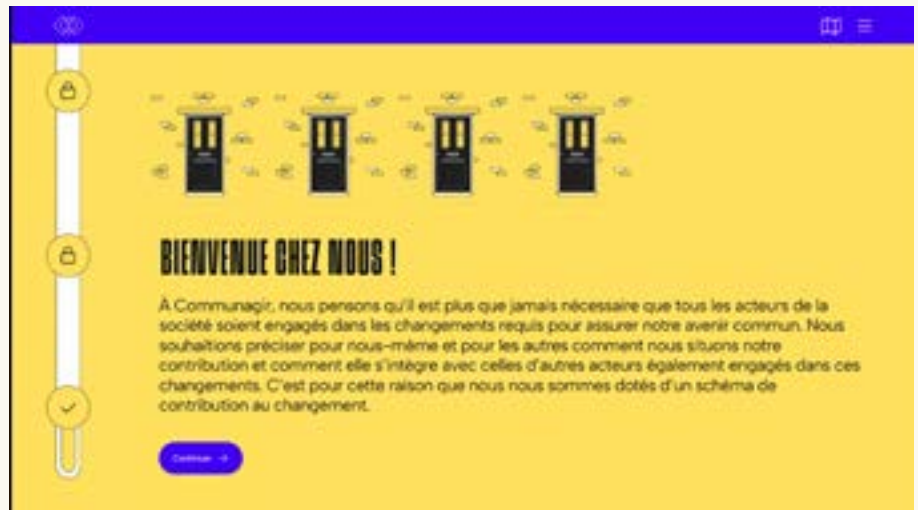 BIENVENUE CHEZ NOUS !
À Communagir, nous pensons qu'il est plus que jamais nécessaire que tous les acteurs de la
société soient engagés dans les changements requis pour assurer notre avenir commun. Nous
souhaitions préciser pour nous-même et pour les autres comment nous situons notre
contribution et comment elle s'intègre avec celles d'autres acteurs également engagés dans ces
changements. C'est pour cette raison que nous nous sommes dotés d'un schéma de
contribution au changement.
Continuer →